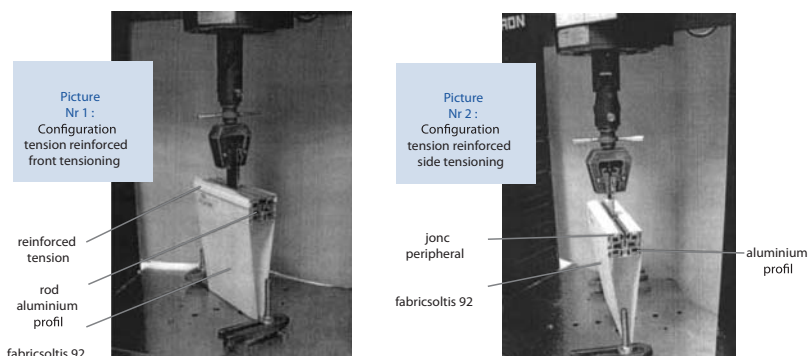 Picture
Nr 1 :
Configuration
tension reinforced
front tensioning
reinforced
tension
rod
aluminium
profil
fabricsoltis 92
Picture
Nr 2 :
Configuration
tension reinforced
side tensioning
jonc
peripheral
fabricsoltis 92
aluminium
profil